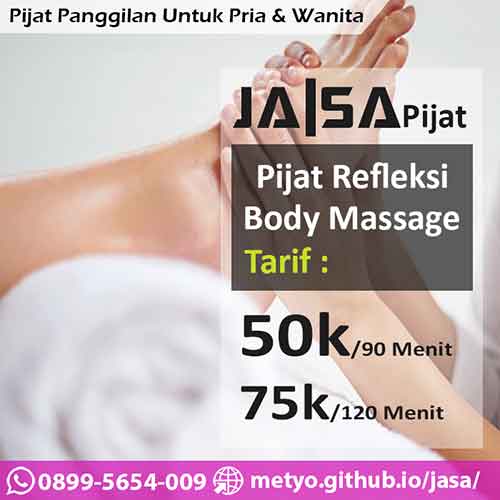 Pijat Panggilan Untuk Pria & Wanita
JA|SA Pijat
Pijat Refleksi
Body Massage
Tarif :
50k/90 Menit
75k/120 Menit
0899-5654-009 metyo.github.io/jasa/